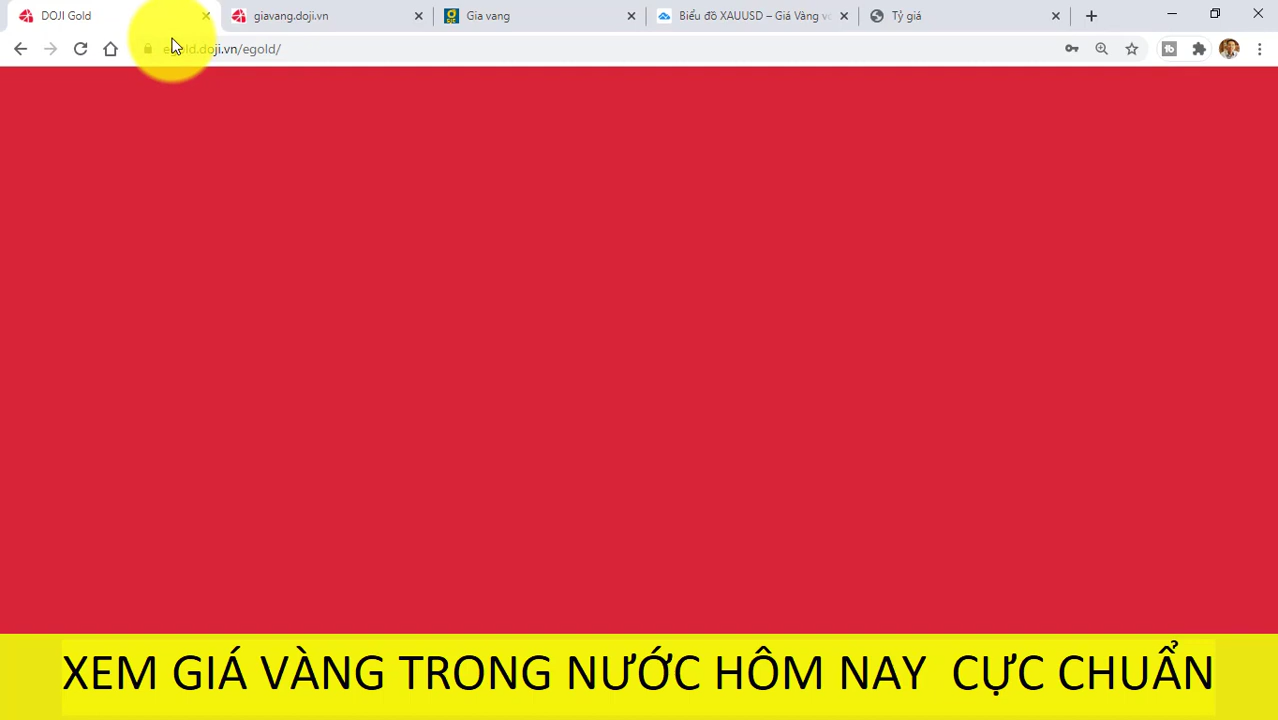 DOJI Gold
giavang.doji.vn
Gia vang
Biểu đồ XAUUSD – Giá Vàng
Tỷ giá
egold.doji.vn/egold/
XEM GIÁ VÀNG TRONG NƯỚC HÔM NAY CỰC CHUẨN